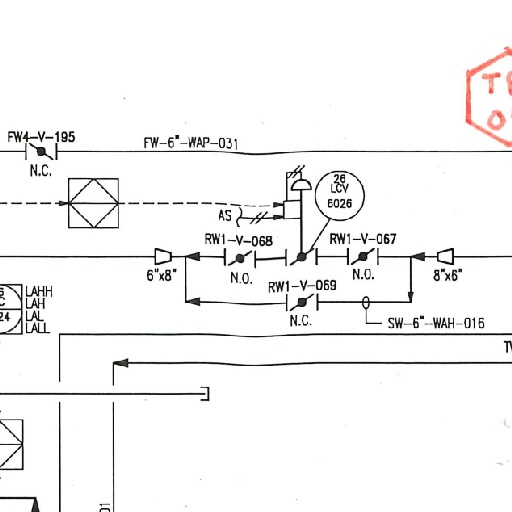 FW4-V-195
N.C.
FW-6"-WAP-031
26
LCV
6026
AS
RW1-V-068
N.O.
RW1-V-067
N.O.
6"x8"
8"x6"
RW1-V-069
N.C.
SW-6"-WAH-016
LAHH
LAH
LAL
LALL
24